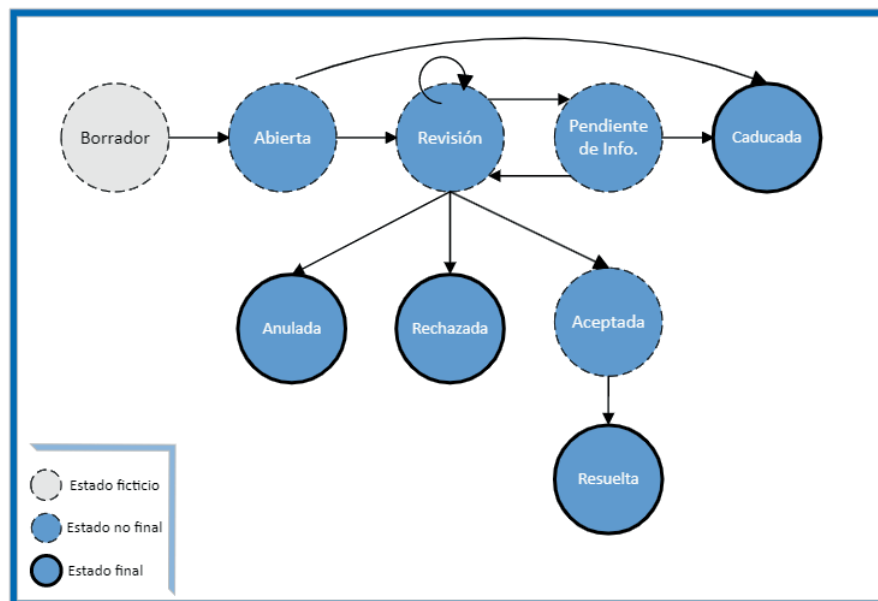 Borrador
Abierta
Revisión
Pendiente
de Info.
Caducada
Anulada
Rechazada
Aceptada
Resuelta
Estado ficticio
Estado no final
Estado final